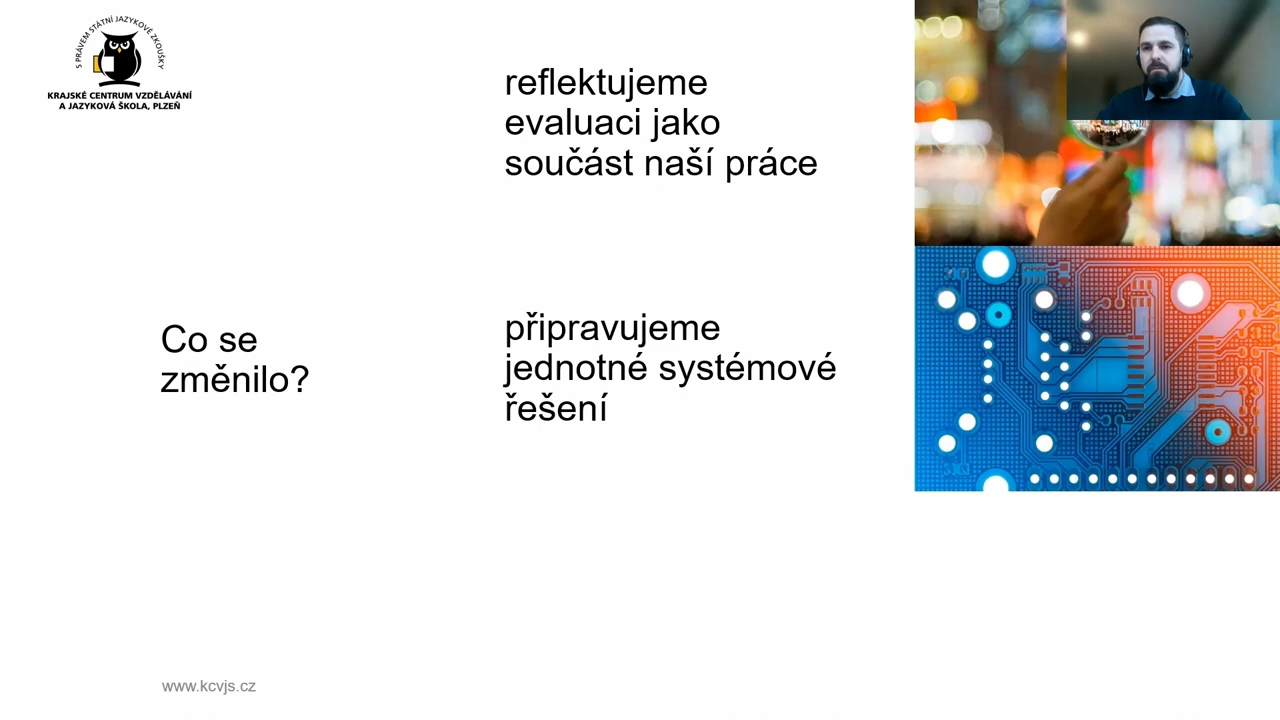 S PRÁVEM STÁTNÍ JAZYKOVÉ ZKOUŠKY
KRAJSKÉ CENTRUM VZDĚLÁVÁNÍ
A JAZYKOVÁ ŠKOLA, PLZEŇ
reflektujeme
evaluaci jako
součást naší práce
Co se
změnilo?
připravujeme
jednotné systémové
řešení
www.kcvjs.cz